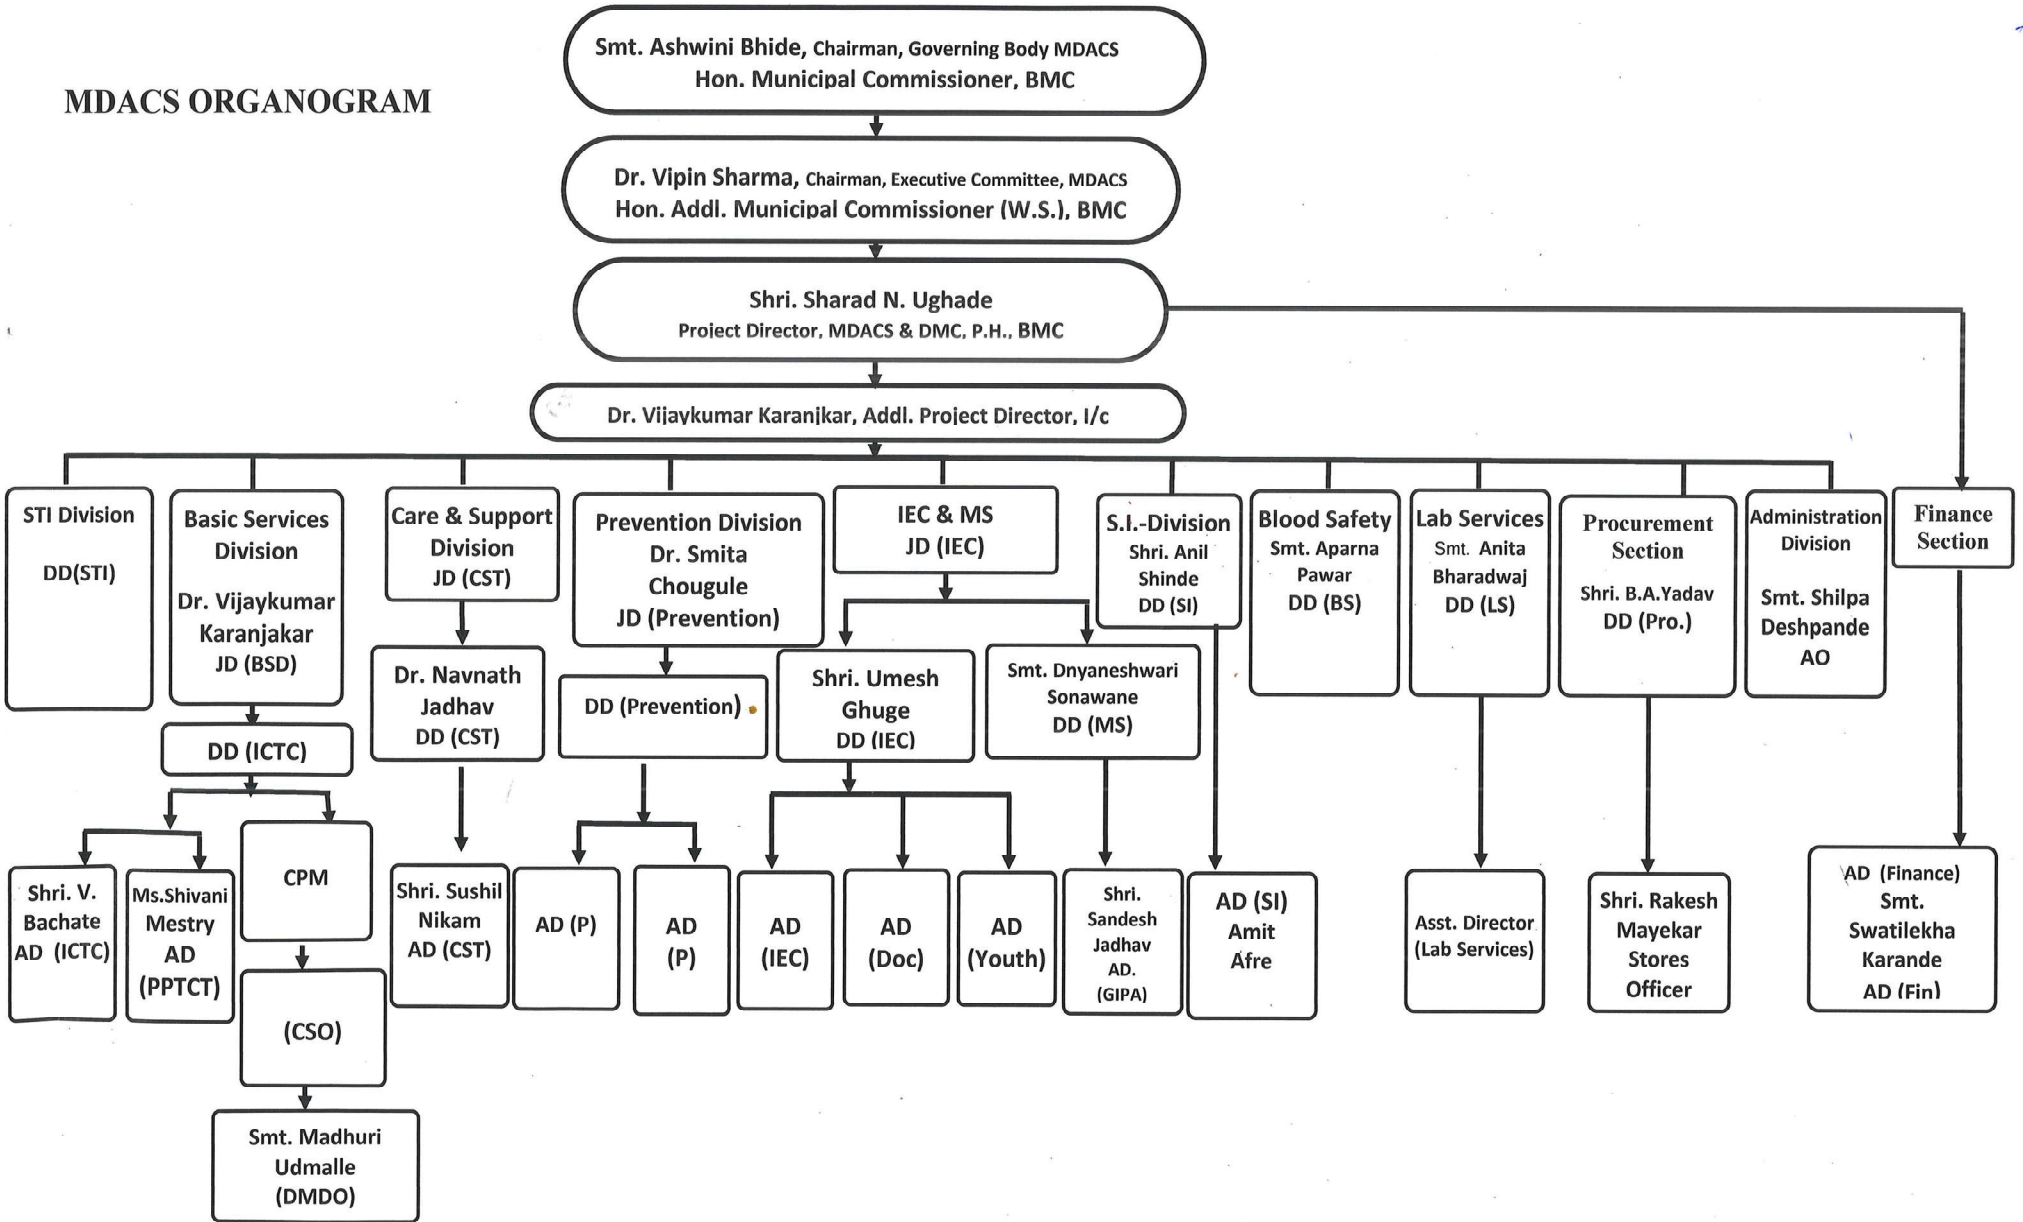 MDACS ORGANOGRAM
Smt. Ashwini Bhide, Chairman, Governing Body MDACS
Hon. Municipal Commissioner, BMC
Dr. Vipin Sharma, Chairman, Executive Committee, MDACS
Hon. Addl. Municipal Commissioner (W.S.), BMC
Shri. Sharad N. Ughade
Project Director, MDACS & DMC, P.H., BMC
Dr. Vijaykumar Karanjkar, Addl. Project Director, I/c
STI Division
DD(STI)
Basic Services
Division
Dr. Vijaykumar
Karanjakar
JD (BSD)
Care & Support
Division
JD (CST)
Prevention Division
Dr. Smita
Chougule
JD (Prevention)
IEC & MS
JD (IEC)
S.I.-Division
Shri. Anil
Shinde
DD (SI)
Blood Safety
Smt. Aparna
Pawar
DD (BS)
Lab Services
Smt. Anita
Bharadwaj
DD (LS)
Procurement
Section
Shri. B.A.Yadav
DD (Pro.)
Administration
Division
Smt. Shilpa
Deshpande
AO
Finance
Section
DD (ICTC)
Dr. Navnath
Jadhav
DD (CST)
DD (Prevention)
Shri. Umesh
Ghuge
DD (IEC)
Smt. Dnyaneshwari
Sonawane
DD (MS)
Shri. V.
Bachate
AD (ICTC)
Ms.Shivani
Mestry
AD
(PPTCT)
CPM
Shri. Sushil
Nikam
AD (CST)
AD (P)
AD
(P)
AD
(IEC)
AD
(Doc)
AD
(Youth)
Shri.
Sandesh
Jadhav
AD.
(GIPA)
AD (SI)
Amit
Afre
Asst. Director
(Lab Services)
Shri. Rakesh
Mayekar
Stores
Officer
AD (Finance)
Smt.
Swatilekha
Karande
AD (Fin)
(CSO)
Smt. Madhuri
Udmalle
(DMDO)